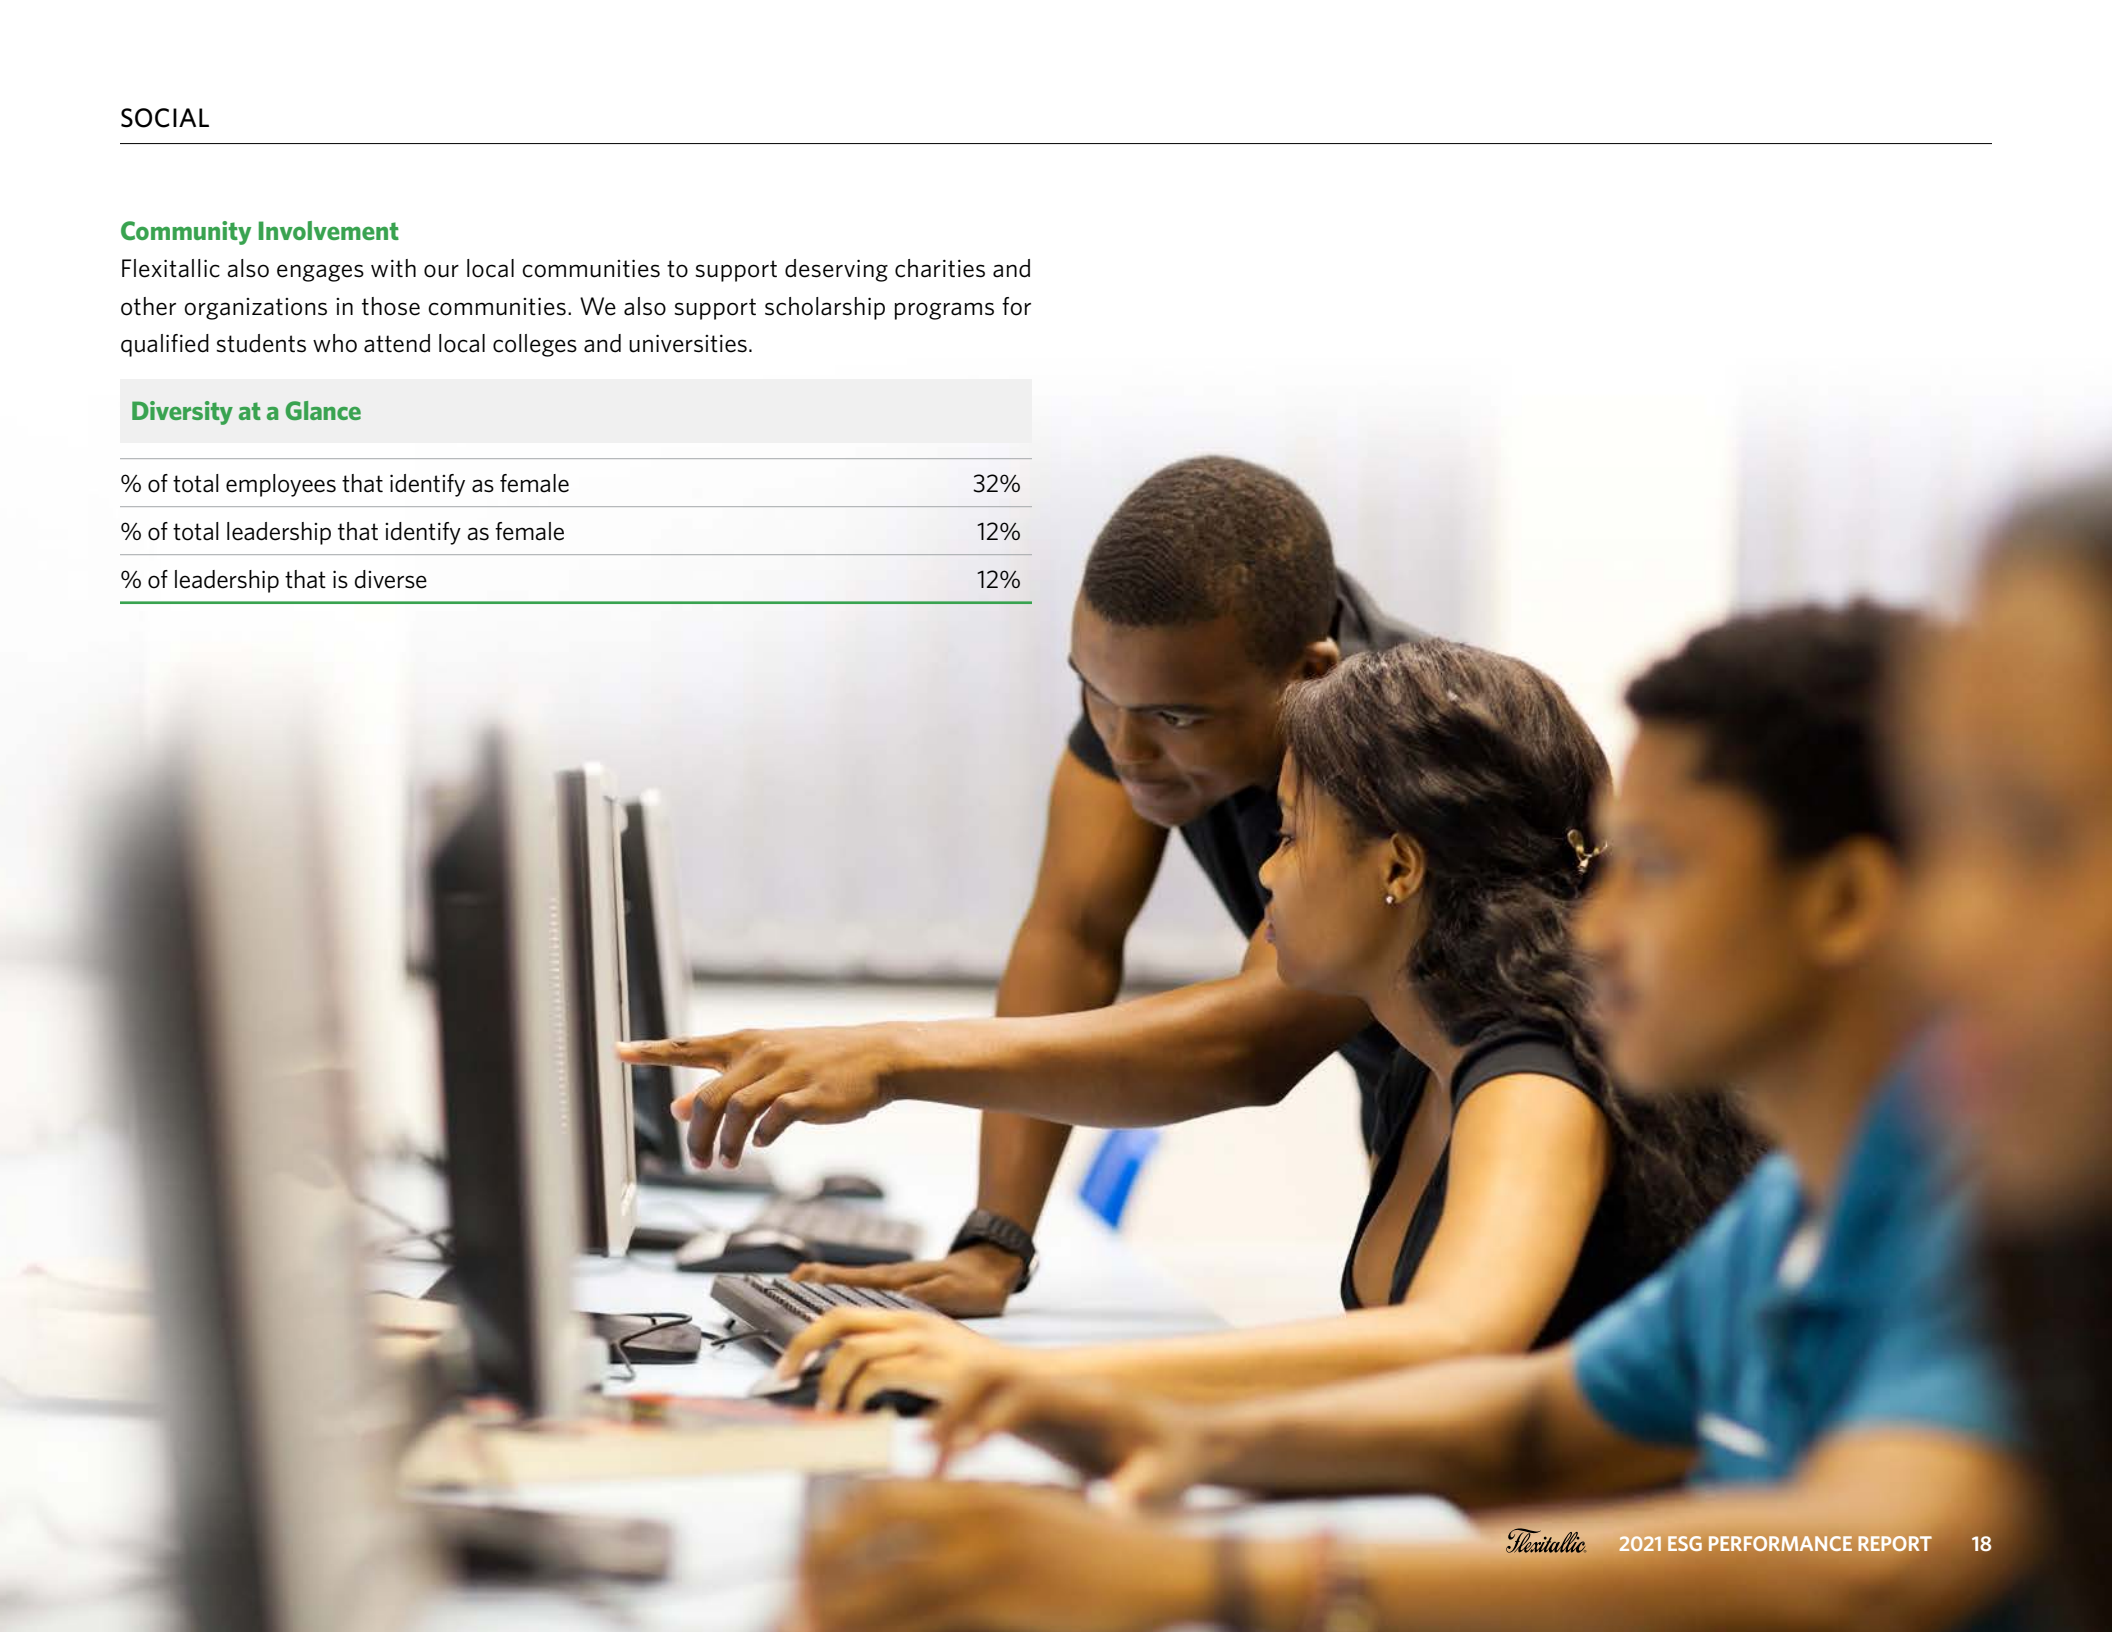 SOCIAL
Community Involvement
Flexitallic also engages with our local communities to support deserving charities and
other organizations in those communities. We also support scholarship programs for
qualified students who attend local colleges and universities.
Diversity at a Glance
% of total employees that identify as female 32%
% of total leadership that identify as female 12%
% of leadership that is diverse 12%
Flexitallic 2021 ESG PERFORMANCE REPORT 18